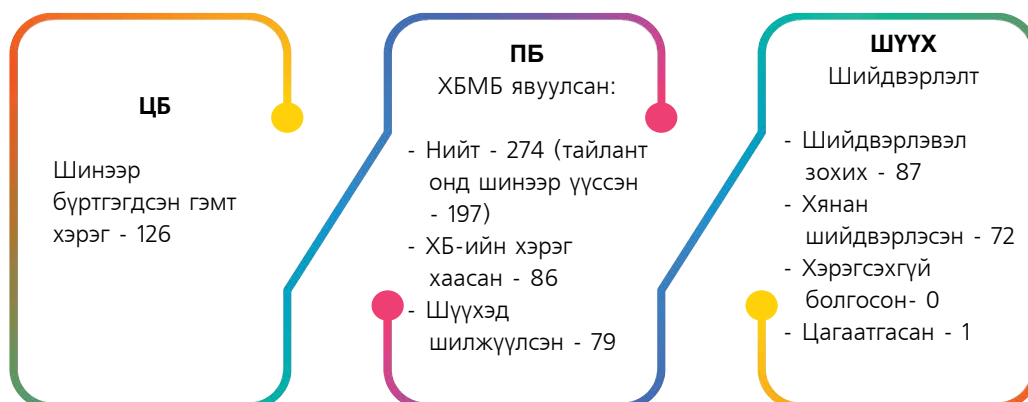 ЦБ
Шинээр
бүртгэгдсэн гэмт
хэрэг - 126
ПБ
ХБМБ явуулсан:
- Нийт - 274 (тайлант
онд шинээр үүссэн
- 197)
- ХБ-ийн хэрэг
хаасан - 86
- Шүүхэд
шилжүүлсэн - 79
ШҮҮХ
Шийдвэрлэлт
- Шийдвэрлэвэл
зохих - 87
- Хянан
шийдвэрлэсэн - 72
- Хэрэгсэхгүй
болгосон- 0
- Цагаатгасан - 1